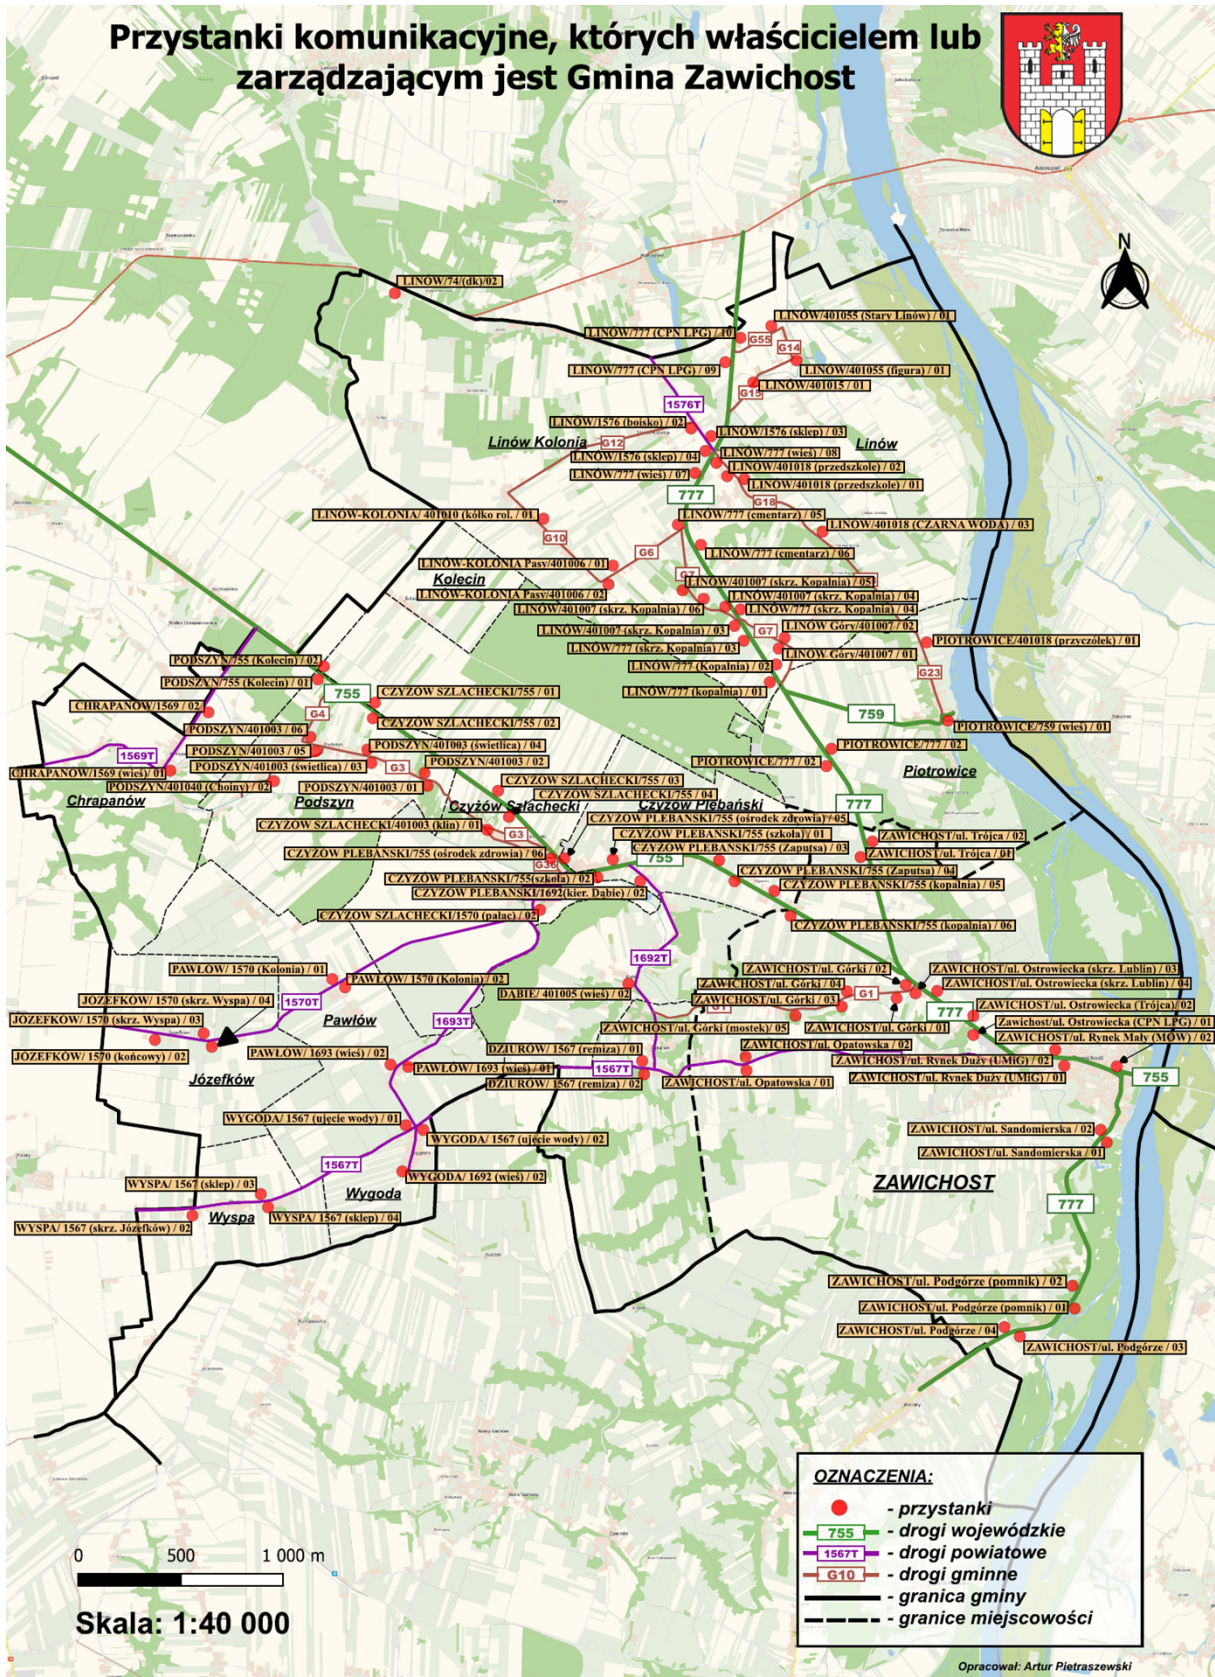 Przystanki komunikacyjne, których właścicielem lub
zarządzającym jest Gmina Zawichost
Annopol
N
LINÓW/74/(dk)/02
LINÓW/401055 (Stary Linów) / 01
LINÓW/777 (CPN LPG) / 10
G55
G14
LINÓW/777 (CPN LPG) / 09
LINÓW/401055 (figura) / 01
LINÓW/401015 / 01
G15
1576T
LINÓW/1576 (boisko) / 02
LINÓW/1576 (sklep) / 03
Linów Kolonia
G12
Linów
LINÓW/1576 (sklep) / 04
LINÓW/777 (wieś) / 08
LINÓW/401018 (przedszkole) / 02
LINÓW/777 (wieś) / 07
LINÓW/401018 (przedszkole) / 01
777
G18
LINÓW-KOLONIA/ 401010 (kółko rol. / 01
LINÓW/777 (cmentarz) / 05
LINÓW/401018 (CZARNA WODA) / 03
G10
G6
LINÓW/777 (cmentarz) / 06
LINÓW-KOLONIA Pasy/401006 / 01
Kolecin
G7
LINÓW/401007 (skrz. Kopalnia) / 05
LINÓW-KOLONIA Pasy/401006 / 02
LINÓW/401007 (skrz. Kopalnia) / 04
LINÓW/401007 (skrz. Kopalnia) / 06
LINÓW/777 (skrz. Kopalnia) / 04
LINÓW/401007 (skrz. Kopalnia) / 03
G7
LINÓW Góry/401007 / 02
LINÓW/777 (skrz. Kopalnia) / 03
LINÓW Góry/401007 / 01
PIOTROWICE/401018 (przyczółek) / 01
LINÓW/777 (Kopalnia) / 02
G23
LINÓW/777 (kopalnia) / 01
PODSZYN/755 (Kolecin) / 02
PODSZYN/755 (Kolecin) / 01
755
CZYŻÓW SZLACHECKI/755 / 01
CHRAPANÓW/1569 / 02
CZYŻÓW SZLACHECKI/755 / 02
G4
759
PIOTROWICE/759 (wieś) / 01
PODSZYN/401003 / 06
PODSZYN/401003 / 05
PODSZYN/401003 (świetlica) / 04
PIOTROWICE/777 / 02
1569T
PODSZYN/401003 (świetlica) / 03
G3
PODSZYN/401003 / 02
PIOTROWICE/777 / 02
Piotrowice
CHRAPANÓW/1569 (wieś) / 01
PODSZYN/401040 (Choiny) / 02
PODSZYN/401003 / 01
CZYŻÓW SZLACHECKI/755 / 03
CZYŻÓW SZLACHECKI/755 / 04
Chrapanów
Podszyn
Czyżów Szlachecki
Czyżów Plebański
777
CZYŻÓW PLEBAŃSKI/755 (ośrodek zdrowia) / 05
CZYŻÓW SZLACHECKI/401003 (klin) / 01
G3
CZYŻÓW PLEBAŃSKI/755 (szkoła) / 01
ZAWICHOST/ul. Trójca / 02
CZYŻÓW PLEBAŃSKI/755 (ośrodek zdrowia) / 06
G36
CZYŻÓW PLEBAŃSKI/755 (Zaputsa) / 03
755
ZAWICHOST/ul. Trójca / 01
CZYŻÓW PLEBAŃSKI/755(szkoła) / 02
CZYŻÓW PLEBAŃSKI/755 (Zaputsa) / 04
CZYŻÓW PLEBAŃSKI/1692(kier. Dąbie) / 02
CZYŻÓW PLEBAŃSKI/755 (kopalnia) / 05
CZYŻÓW SZLACHECKI/1570 (pałac) / 02
CZYŻÓW PLEBAŃSKI/755 (kopalnia) / 06
1692T
PAWŁÓW/ 1570 (Kolonia) / 01
PAWŁÓW/ 1570 (Kolonia) / 02
ZAWICHOST/ul. Górki / 02
ZAWICHOST/ul. Ostrowiecka (skrz. Lublin) / 03
ZAWICHOST/ul. Górki / 04
ZAWICHOST/ul. Ostrowiecka (skrz. Lublin) / 04
DĄBIE/ 401005 (wieś) / 02
G1
JÓZEFKÓW/ 1570 (skrz. Wyspa) / 04
1570T
ZAWICHOST/ul. Górki / 03
G1
777
ZAWICHOST/ul. Ostrowiecka (Trójca) / 02
JÓZEFKÓW/ 1570 (skrz. Wyspa) / 03
Pawłów
1693T
ZAWICHOST/ul. Górki (mostek) / 05
ZAWICHOST/ul. Górki / 01
Zawichost/ul. Ostrowiecka (CPN LPG) / 01
ZAWICHOST/ul. Rynek Mały (MOW) / 02
JÓZEFKÓW/ 1570 (końcowy) / 02
ZAWICHOST/ul. Opatowska / 02
DZIURÓW/ 1567 (remiza) / 01
PAWŁÓW/ 1693 (wieś) / 02
PAWŁÓW/ 1693 (wieś) / 01
1567T
ZAWICHOST/ul. Rynek Duży (UMiG) / 02
ZAWICHOST/ul. Rynek Duży (UMiG) / 01
755
Józefków
DZIURÓW/ 1567 (remiza) / 02
ZAWICHOST/ul. Opatowska / 01
WYGODA/ 1567 (ujęcie wody) / 01
WYGODA/ 1567 (ujęcie wody) / 02
ZAWICHOST/ul. Sandomierska / 02
ZAWICHOST/ul. Sandomierska / 01
1567T
WYGODA/ 1692 (wieś) / 02
WYSPA/ 1567 (sklep) / 03
Wygoda
ZAWICHOST
WYSPA/ 1567 (skrz. Józefków) / 02
Wyspa
WYSPA/ 1567 (sklep) / 04
777
ZAWICHOST/ul. Podgórze (pomnik) / 02
ZAWICHOST/ul. Podgórze (pomnik) / 01
ZAWICHOST/ul. Podgórze / 04
ZAWICHOST/ul. Podgórze / 03
OZNACZENIA:
- przystanki
755 - drogi wojewódzkie
1567T - drogi powiatowe
G10 - drogi gminne
- granica gminy
- granice miejscowości
0 500 1 000 m
Skala: 1:40 000
Opracował: Artur Pietraszewski